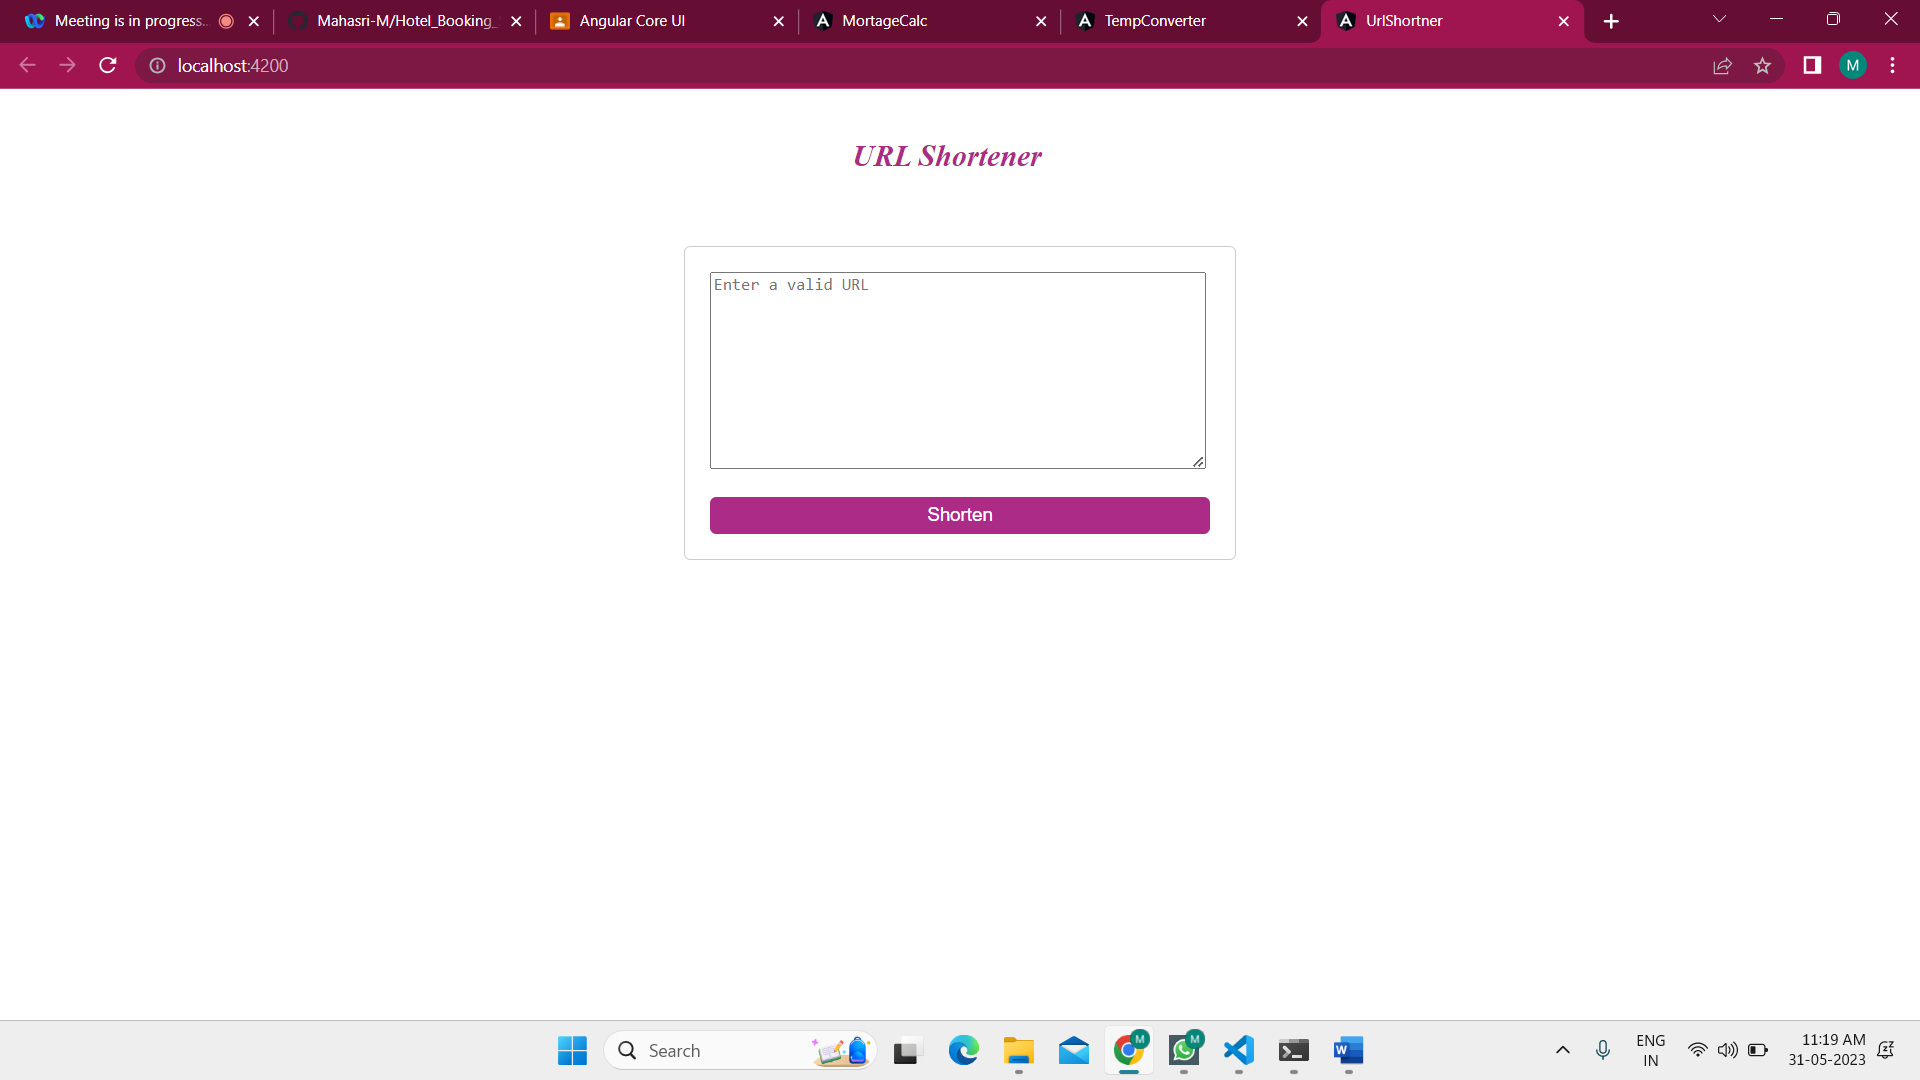 Meeting is in progress..
Mahasri-M/Hotel_Booking_
Angular Core UI
MortageCalc
TempConverter
UrlShortner
localhost:4200
M
URL Shortener
Enter a valid URL
Shorten
Search
M
M
ENG
IN
11:19 AM
31-05-2023